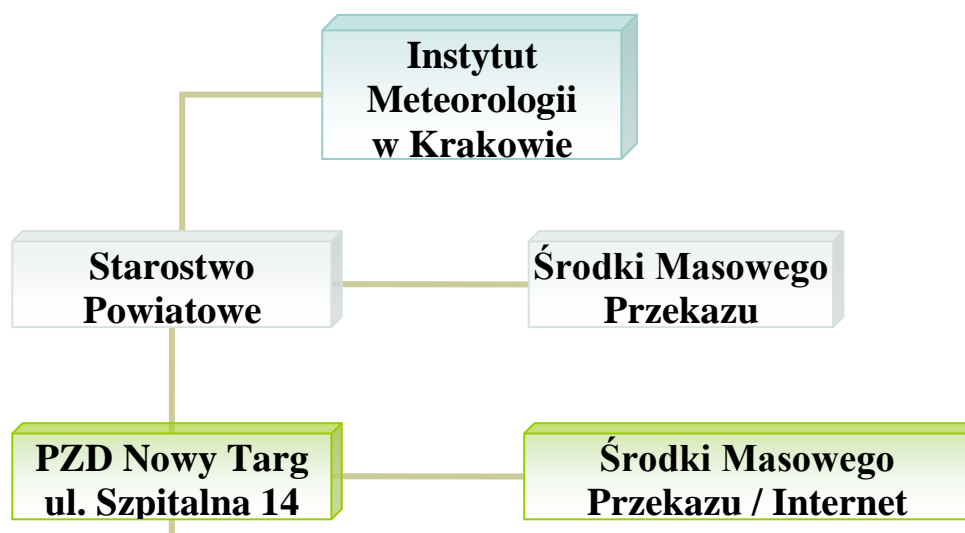 Instytut
Meteorologii
w Krakowie
Starostwo
Powiatowe
Środki Masowego
Przekazu
PZD Nowy Targ
ul. Szpitalna 14
Środki Masowego
Przekazu / Internet